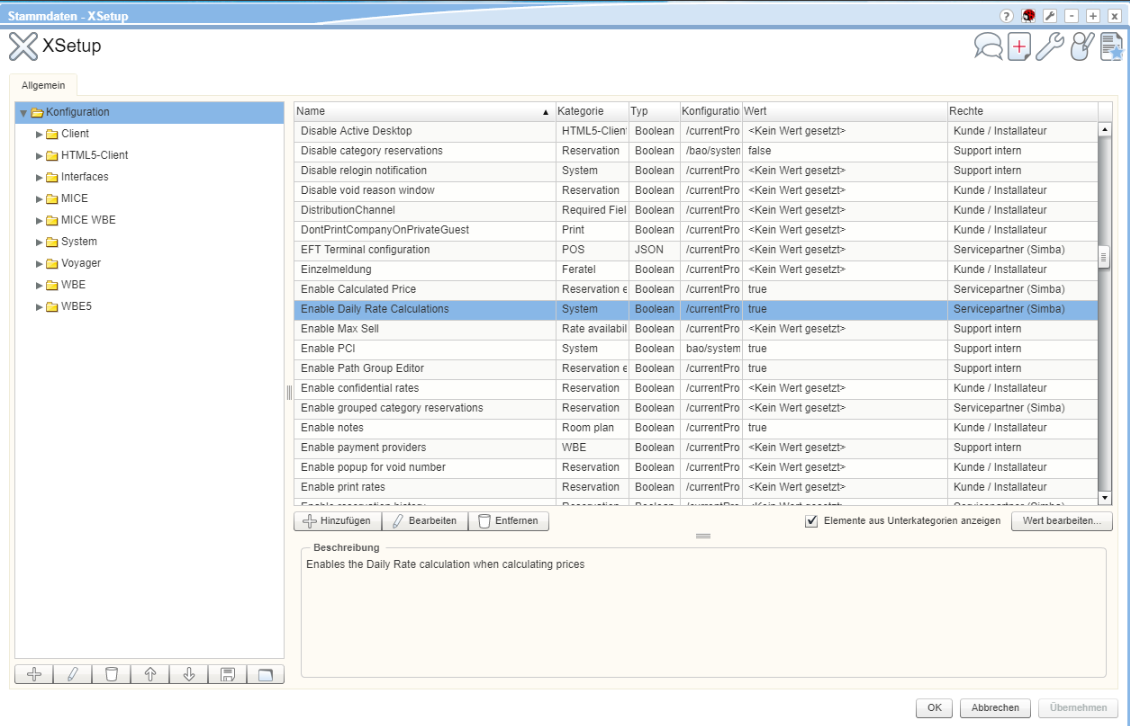 Stammdaten - XSetup
XSetup
Allgemein
Konfiguration
Client
HTML5-Client
Interfaces
MICE
MICE WBE
System
Voyager
WBE
WBE5
Name Kategorie Typ Konfiguratio Wert Rechte
Disable Active Desktop HTML5-Client Boolean /currentPro <Kein Wert gesetzt> Kunde / Installateur
Disable category reservations Reservation Boolean /bao/system false Support intern
Disable relogin notification System Boolean /currentPro <Kein Wert gesetzt> Support intern
Disable void reason window Reservation Boolean /currentPro <Kein Wert gesetzt> Kunde / Installateur
DistributionChannel Required Fiel Boolean /currentPro <Kein Wert gesetzt> Kunde / Installateur
DontPrintCompanyOnPrivateGuest Print Boolean /currentPro <Kein Wert gesetzt> Kunde / Installateur
EFT Terminal configuration POS JSON /currentPro <Kein Wert gesetzt> Servicepartner (Simba)
Einzelmeldung Feratel Boolean /currentPro <Kein Wert gesetzt> Kunde / Installateur
Enable Calculated Price Reservation e Boolean /currentPro true Servicepartner (Simba)
Enable Daily Rate Calculations System Boolean /currentPro true Servicepartner (Simba)
Enable Max Sell Rate availabil Boolean /currentPro <Kein Wert gesetzt> Support intern
Enable PCI System Boolean bao/system true Support intern
Enable Path Group Editor Reservation e Boolean /currentPro true Support intern
Enable confidential rates Reservation Boolean /currentPro <Kein Wert gesetzt> Kunde / Installateur
Enable grouped category reservations Reservation Boolean /currentPro <Kein Wert gesetzt> Servicepartner (Simba)
Enable notes Room plan Boolean /currentPro true Kunde / Installateur
Enable payment providers WBE Boolean /currentPro <Kein Wert gesetzt> Support intern
Enable popup for void number Reservation Boolean /currentPro <Kein Wert gesetzt> Kunde / Installateur
Enable print rates Reservation Boolean /currentPro <Kein Wert gesetzt> Kunde / Installateur
Enable reservation history Reservation Boolean /currentPro <Kein Wert gesetzt> Servicepartner (Simba)
Hinzufügen Bearbeiten Entfernen Elemente aus Unterkategorien anzeigen Wert bearbeiten...
Beschreibung
Enables the Daily Rate calculation when calculating prices
OK Abbrechen Übernehmen